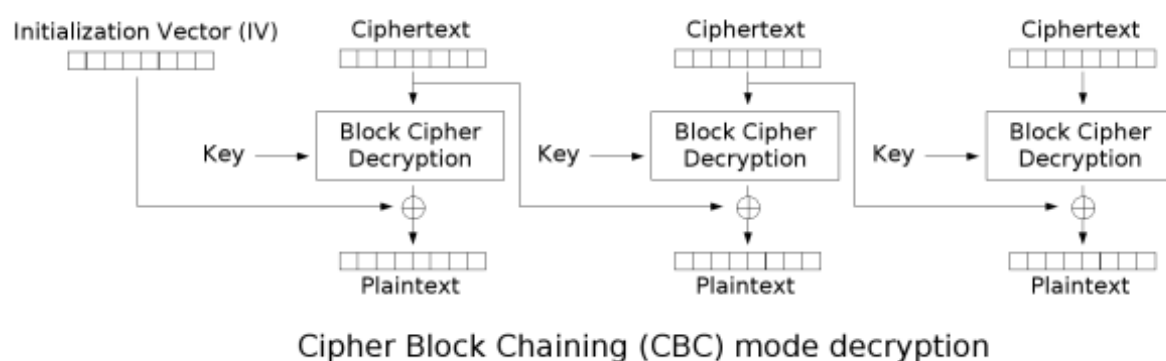 Initialization Vector (IV)
Ciphertext
Ciphertext
Ciphertext
Key
Block Cipher
Decryption
Key
Block Cipher
Decryption
Key
Block Cipher
Decryption
Plaintext
Plaintext
Plaintext
Cipher Block Chaining (CBC) mode decryption